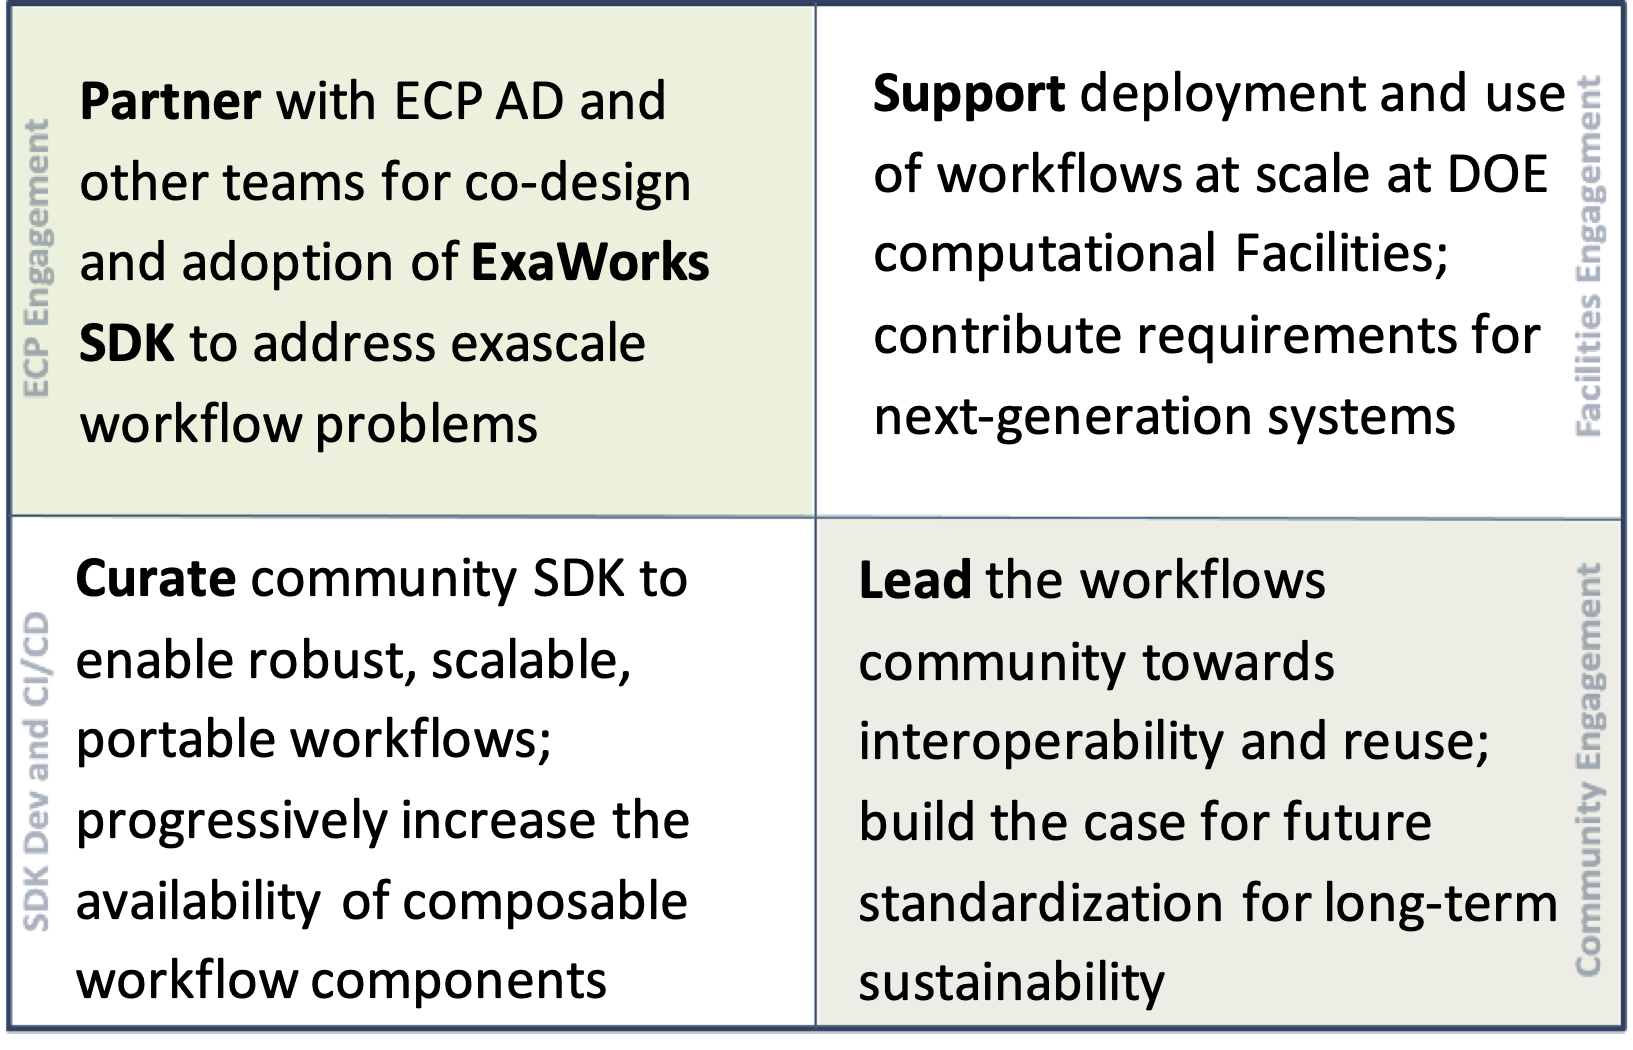 ECP Engagement
Partner with ECP AD and
other teams for co-design
and adoption of ExaWorks
SDK to address exascale
workflow problems
Support deployment and use
of workflows at scale at DOE
computational Facilities;
contribute requirements for
next-generation systems
Facilities Engagement
SDK Dev and CI/CD
Curate community SDK to
enable robust, scalable,
portable workflows;
progressively increase the
availability of composable
workflow components
Lead the workflows
community towards
interoperability and reuse;
build the case for future
standardization for long-term
sustainability
Community Engagement